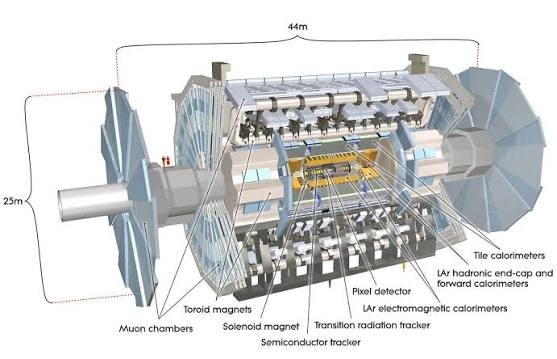 44m
25m
Tile calorimeters
LAr hadronic end-cap and
forward calorimeters
Pixel detector
LAr electromagnetic calorimeters
Toroid magnets
Muon chambers
Solenoid magnet
Transition radiation tracker
Semiconductor tracker